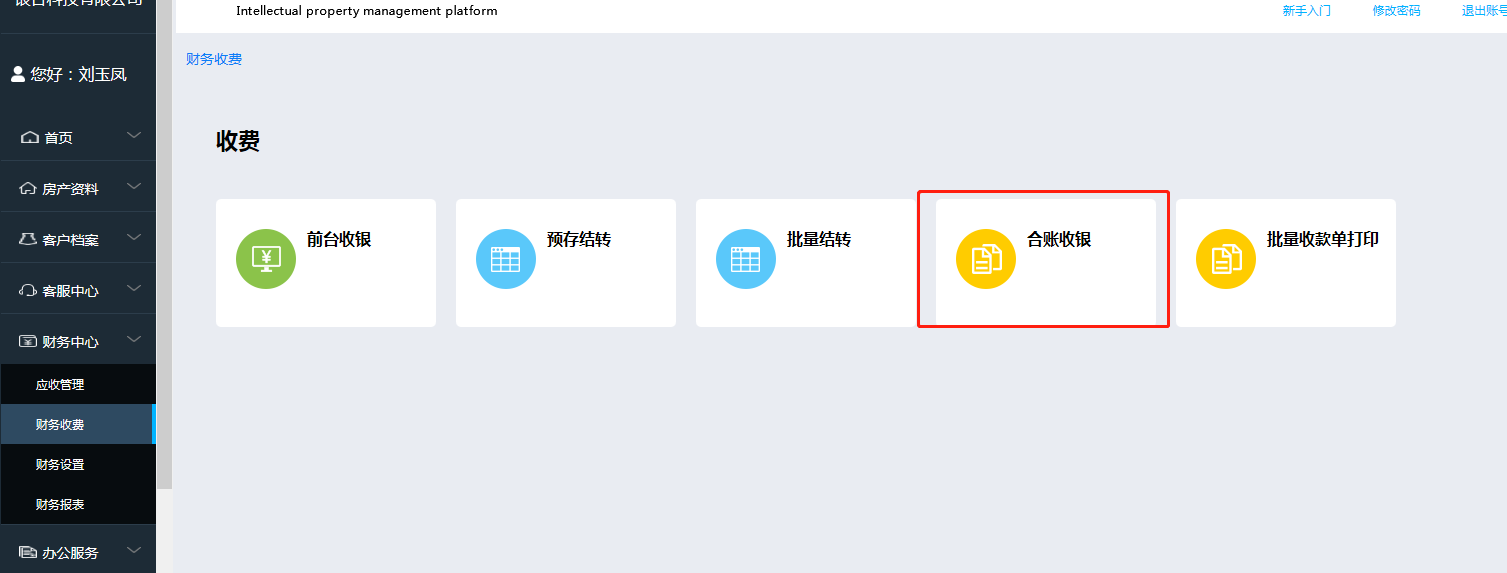 Intellectual property management platform
新手入门
修改密码
退出账号
您好：刘玉凤
首页
房产资料
客户档案
客服中心
财务中心
应收管理
财务收费
财务设置
财务报表
办公服务
财务收费
收费
前台收银
预存结转
批量结转
合账收银
批量收款单打印